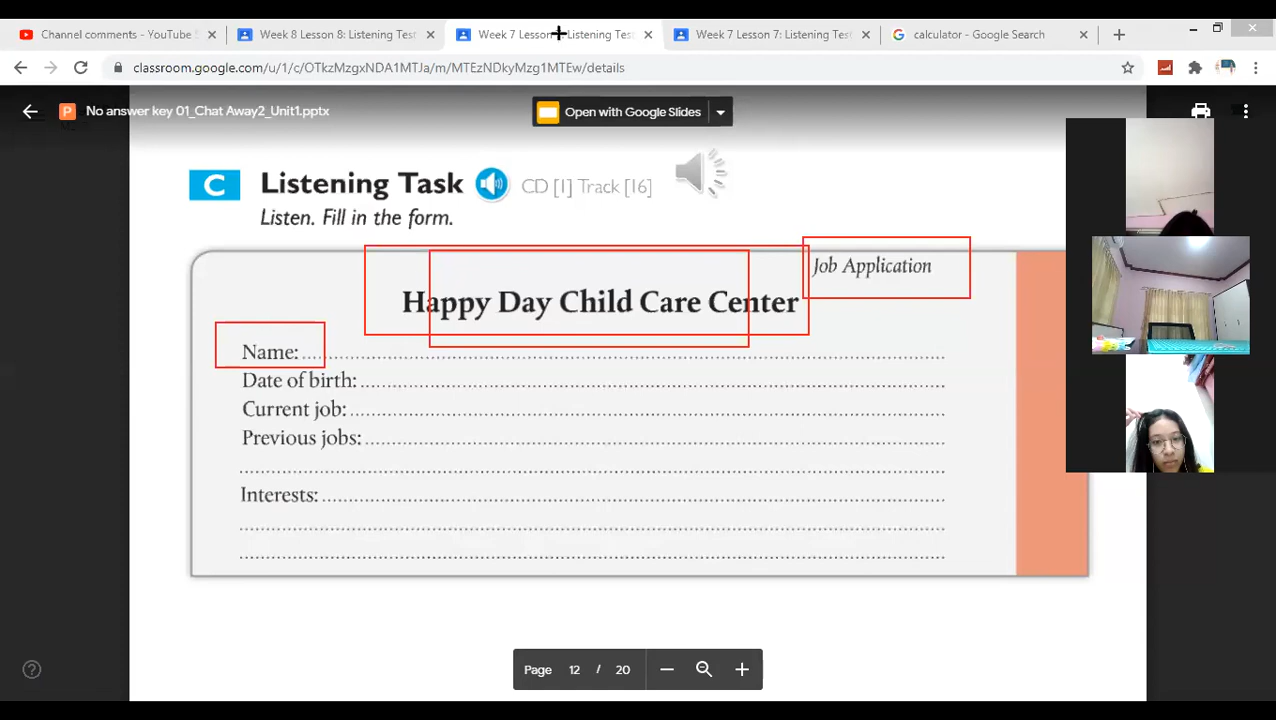 Channel comments - YouTube
Week 8 Lesson 8: Listening Test
Week 7 Lesson : Listening Test
Week 7 Lesson 7: Listening Test
calculator - Google Search
classroom.google.com/u/1/c/OTkzMzgxNDA1MTJa/m/MTEzNDkyMzg1MTEw/details
No answer key 01_Chat Away2_Unit1.pptx
Open with Google Slides
C Listening Task CD [1] Track [16]
Listen. Fill in the form.
Job Application
Happy Day Child Care Center
Name:
Date of birth:
Current job:
Previous jobs:
Interests:
Page 12 / 20